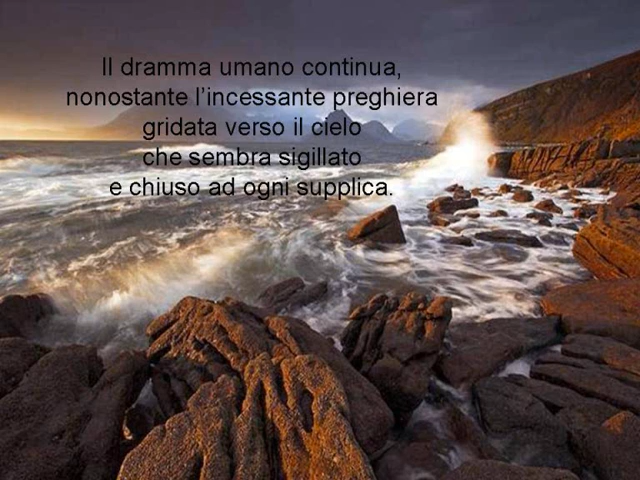 Il dramma umano continua,
nonostante l'incessante preghiera
gridata verso il cielo
che sembra sigillato
e chiuso ad ogni supplica.